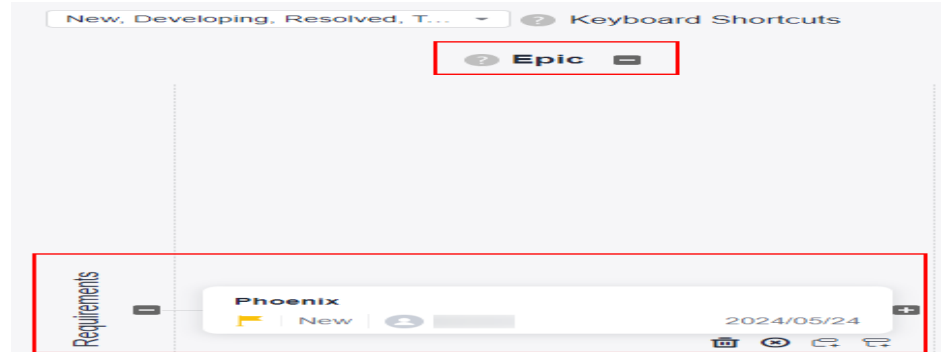 New, Developing, Resolved, T... ? Keyboard Shortcuts
? Epic
Requirements
Phoenix
New 2024/05/24